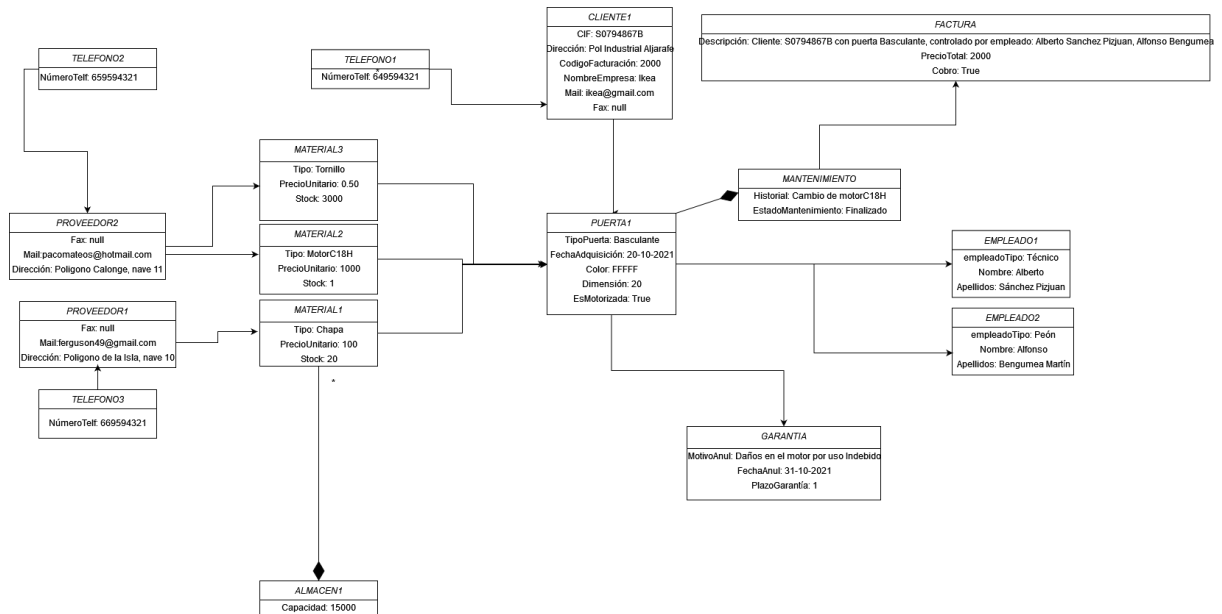 CLIENTE1
CIF: S0794867B
Dirección: Pol Industrial Aljarafe
CodigoFacturación: 2000
NombreEmpresa: Ikea
Mail: ikea@gmail.com
Fax: null
FACTURA
Descripción: Cliente: S0794867B con puerta Basculante, controlado por empleado: Alberto Sanchez Pizjuan, Alfonso Bengumea
PrecioTotal: 2000
Cobro: True
TELEFONO2
NúmeroTelf: 659594321
TELEFONO1
NúmeroTelf: 649594321
*
MATERIAL3
Tipo: Tornillo
PrecioUnitario: 0.50
Stock: 3000
MANTENIMIENTO
Historial: Cambio de motorC18H
EstadoMantenimiento: Finalizado
PROVEEDOR2
Fax: null
Mail:pacomateos@hotmail.com
Dirección: Poligono Calonge, nave 11
MATERIAL2
Tipo: MotorC18H
PrecioUnitario: 1000
Stock: 1
PUERTA1
TipoPuerta: Basculante
FechaAdquisición: 20-10-2021
Color: FFFFF
Dimensión: 20
EsMotorizada: True
EMPLEADO1
empleadoTipo: Técnico
Nombre: Alberto
Apellidos: Sánchez Pizjuan
PROVEEDOR1
Fax: null
Mail:ferguson49@gmail.com
Dirección: Poligono de la Isla, nave 10
MATERIAL1
Tipo: Chapa
PrecioUnitario: 100
Stock: 20
*
EMPLEADO2
empleadoTipo: Peón
Nombre: Alfonso
Apellidos: Bengumea Martín
TELEFONO3
NúmeroTelf: 669594321
GARANTIA
MotivoAnul: Daños en el motor por uso Indebido
FechaAnul: 31-10-2021
PlazoGarantía: 1
ALMACEN1
Capacidad: 15000